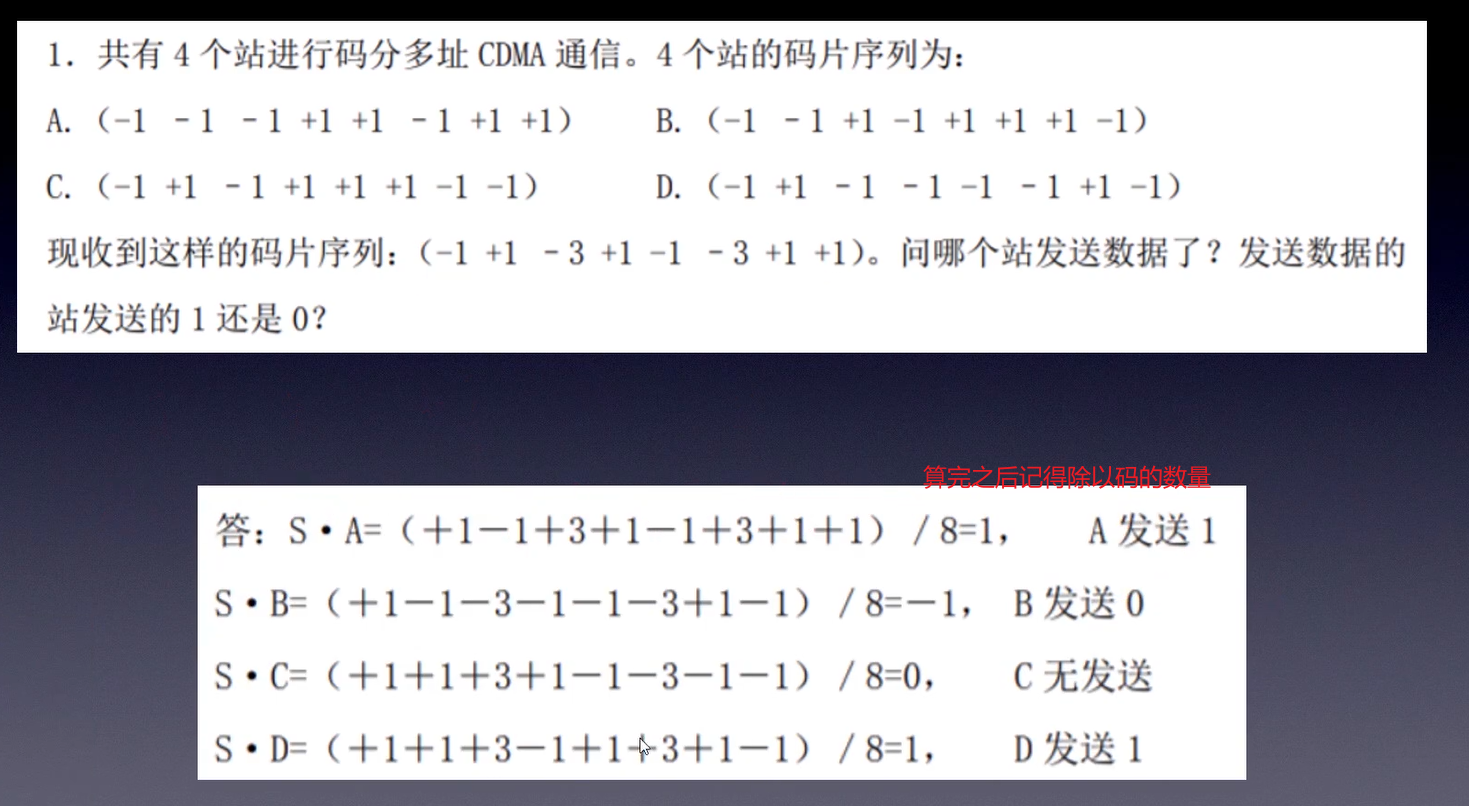 1. 共有 4 个站进行码分多址 CDMA 通信。4 个站的码片序列为:
A. (-1 -1 -1 +1 +1 -1 +1 +1) B. (-1 -1 +1 -1 +1 +1 +1 -1)
C. (-1 +1 -1 +1 +1 +1 -1 -1) D. (-1 +1 -1 -1 -1 -1 +1 -1)
现收到这样的码片序列:(-1 +1 -3 +1 -1 -3 +1 +1)。问哪个站发送数据了?发送数据的
站发送的 1 还是 0?
算完之后记得除以码的数量
答: S·A=(+1-1+3+1-1+3+1+1)/8=1, A 发送 1
S·B=(+1-1-3-1-1-3+1-1)/8=-1, B 发送 0
S·C=(+1+1+3+1-1-3-1-1)/8=0, C 无发送
S·D=(+1+1+3-1+1+3+1-1)/8=1, D 发送 1